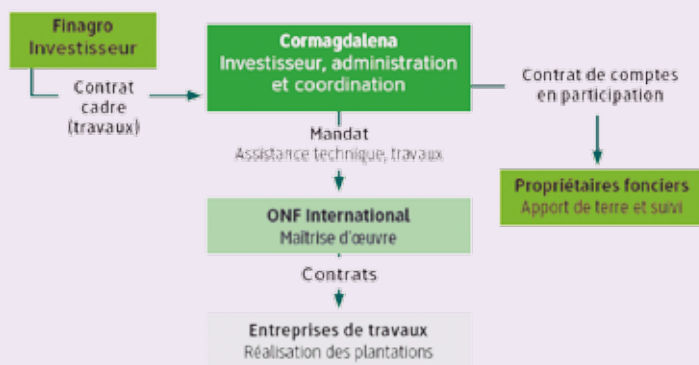 Finagro
Investisseur
Cormagdalena
Investisseur, administration
et coordination
Contrat
cadre
(travaux)
Contrat de comptes
en participation
Mandat
Assistance technique, travaux
Propriétaires fonciers
Apport de terre et suivi
ONF International
Maîtrise d'œuvre
Contrats
Entreprises de travaux
Réalisation des plantations